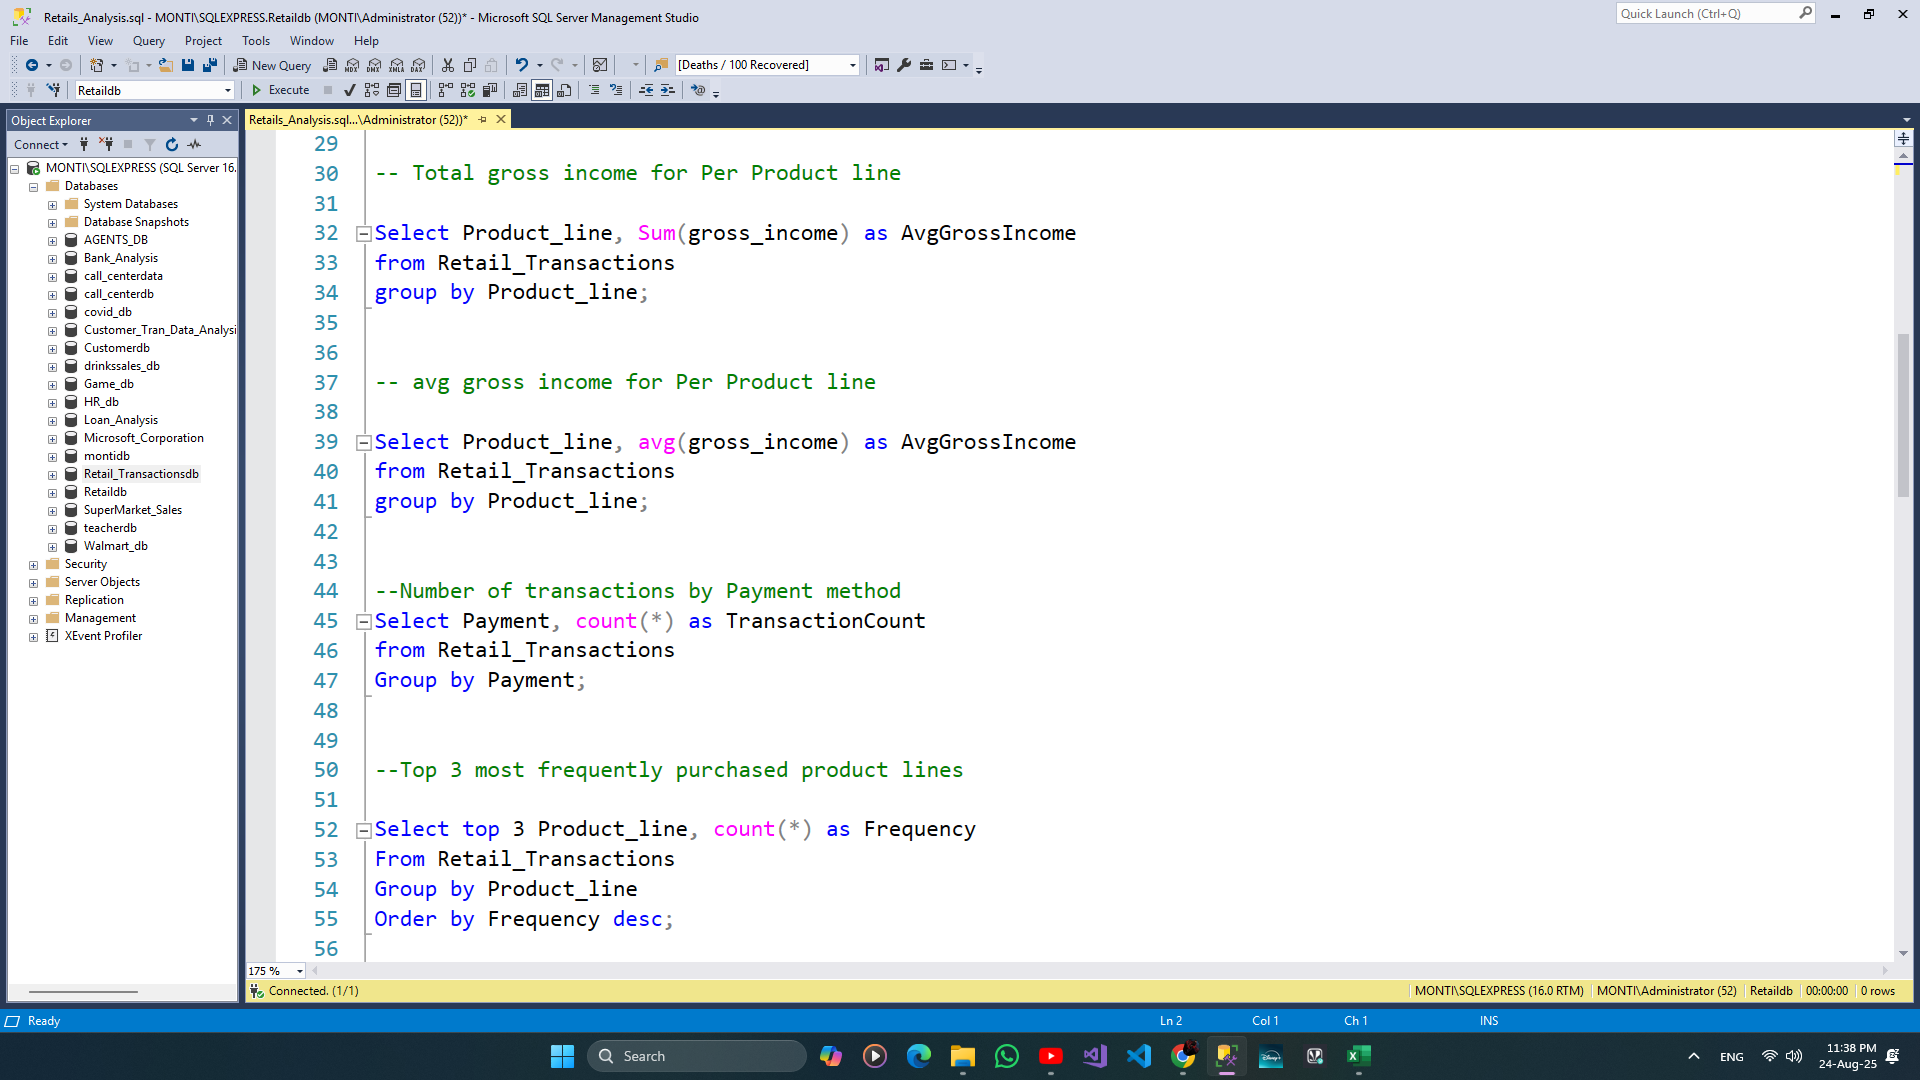 Retails_Analysis.sql - MONTI\SQLEXPRESS.Retaildb (MONTI\Administrator (52))* - Microsoft SQL Server Management Studio
Quick Launch (Ctrl+Q)
File Edit View Query Project Tools Window Help
New Query
MDX DMX XMLA DAX
[Deaths / 100 Recovered]
Retaildb
Execute
Object Explorer
Connect
MONTI\SQLEXPRESS (SQL Server 16.
Databases
System Databases
Database Snapshots
AGENTS_DB
Bank_Analysis
call_centerdata
call_centerdb
covid_db
Customer_Tran_Data_Analysi
Customerdb
drinkssales_db
Game_db
HR_db
Loan_Analysis
Microsoft_Corporation
montidb
Retail_Transactionsdb
Retaildb
SuperMarket_Sales
teacherdb
Walmart_db
Security
Server Objects
Replication
Management
XEvent Profiler
Retails_Analysis.sql...\Administrator (52))*
29
30 -- Total gross income for Per Product line
31
32 Select Product_line, Sum(gross_income) as AvgGrossIncome
33 from Retail_Transactions
34 group by Product_line;
35
36
37 -- avg gross income for Per Product line
38
39 Select Product_line, avg(gross_income) as AvgGrossIncome
40 from Retail_Transactions
41 group by Product_line;
42
43
44 --Number of transactions by Payment method
45 Select Payment, count(*) as TransactionCount
46 from Retail_Transactions
47 Group by Payment;
48
49
50 --Top 3 most frequently purchased product lines
51
52 Select top 3 Product_line, count(*) as Frequency
53 From Retail_Transactions
54 Group by Product_line
55 Order by Frequency desc;
56
175 %
Connected. (1/1)
MONTI\SQLEXPRESS (16.0 RTM) MONTI\Administrator (52) Retaildb 00:00:00 0 rows
Ready
Ln 2 Col 1 Ch 1 INS
Search
Disney+
ENG
11:38 PM
24-Aug-25